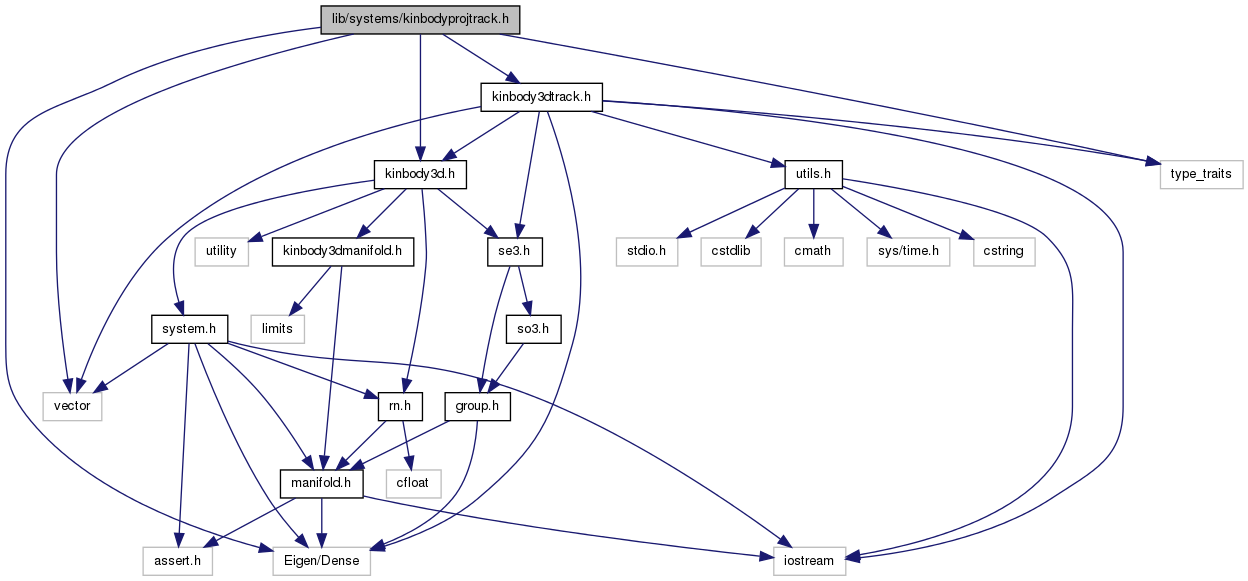 lib/systems/kinbodyprojtrack.h
kinbody3dtrack.h
kinbody3d.h
utils.h
type_traits
utility
kinbody3dmanifold.h
se3.h
stdio.h
cstdlib
cmath
sys/time.h
cstring
system.h
limits
so3.h
vector
rn.h
group.h
manifold.h
cfloat
assert.h
Eigen/Dense
iostream